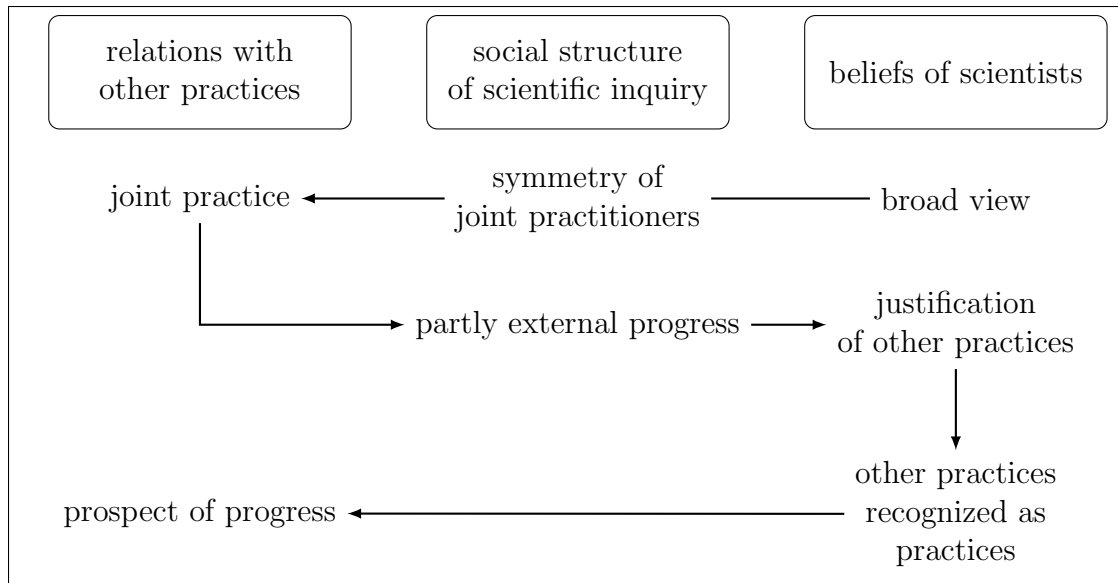 relations with
other practices
social structure
of scientific inquiry
beliefs of scientists
joint practice
symmetry of
joint practitioners
broad view
partly external progress
justification
of other practices
prospect of progress
other practices
recognized as
practices